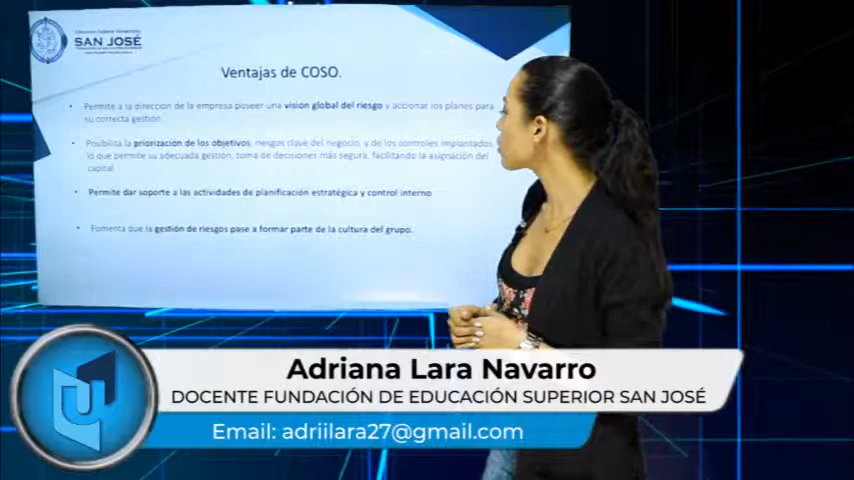 SAN JOSÉ
Ventajas de COSO.
• Permite a la direccion de la empresa poseer una visión global del riesgo y accionar los planes para
su correcta gestión.
• Posibilita la priorización de los objetivos, riesgos clave del negocio, y de los controles implantados,
lo que permite su adecuada gestión, toma de decisiones más segura, facilitando la asignación del
capital.
• Permite dar soporte a las actividades de planificación estratégica y control interno
• Fomenta que la gestión de riesgos pase a formar parte de la cultura del grupo.
Adriana Lara Navarro
DOCENTE FUNDACIÓN DE EDUCACIÓN SUPERIOR SAN JOSÉ
Email: adriilara27@gmail.com